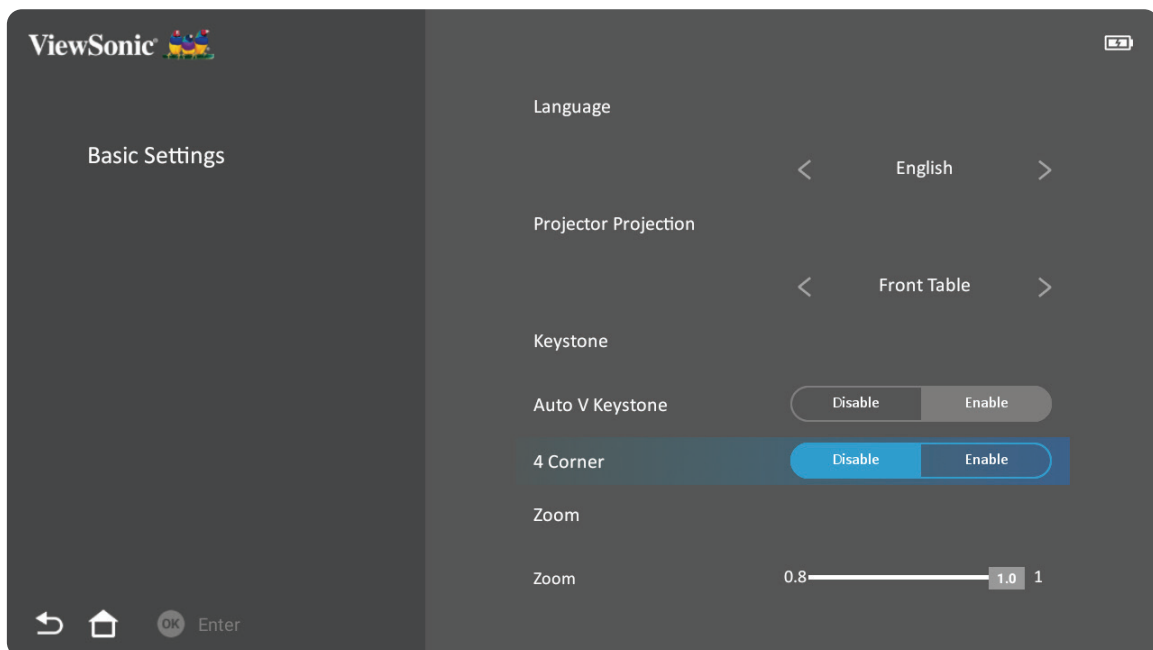 ViewSonic®
Basic Settings
Language
English
Projector Projection
Front Table
Keystone
Auto V Keystone Disable Enable
4 Corner Disable Enable
Zoom
Zoom 0.8 1.0 1
OK Enter